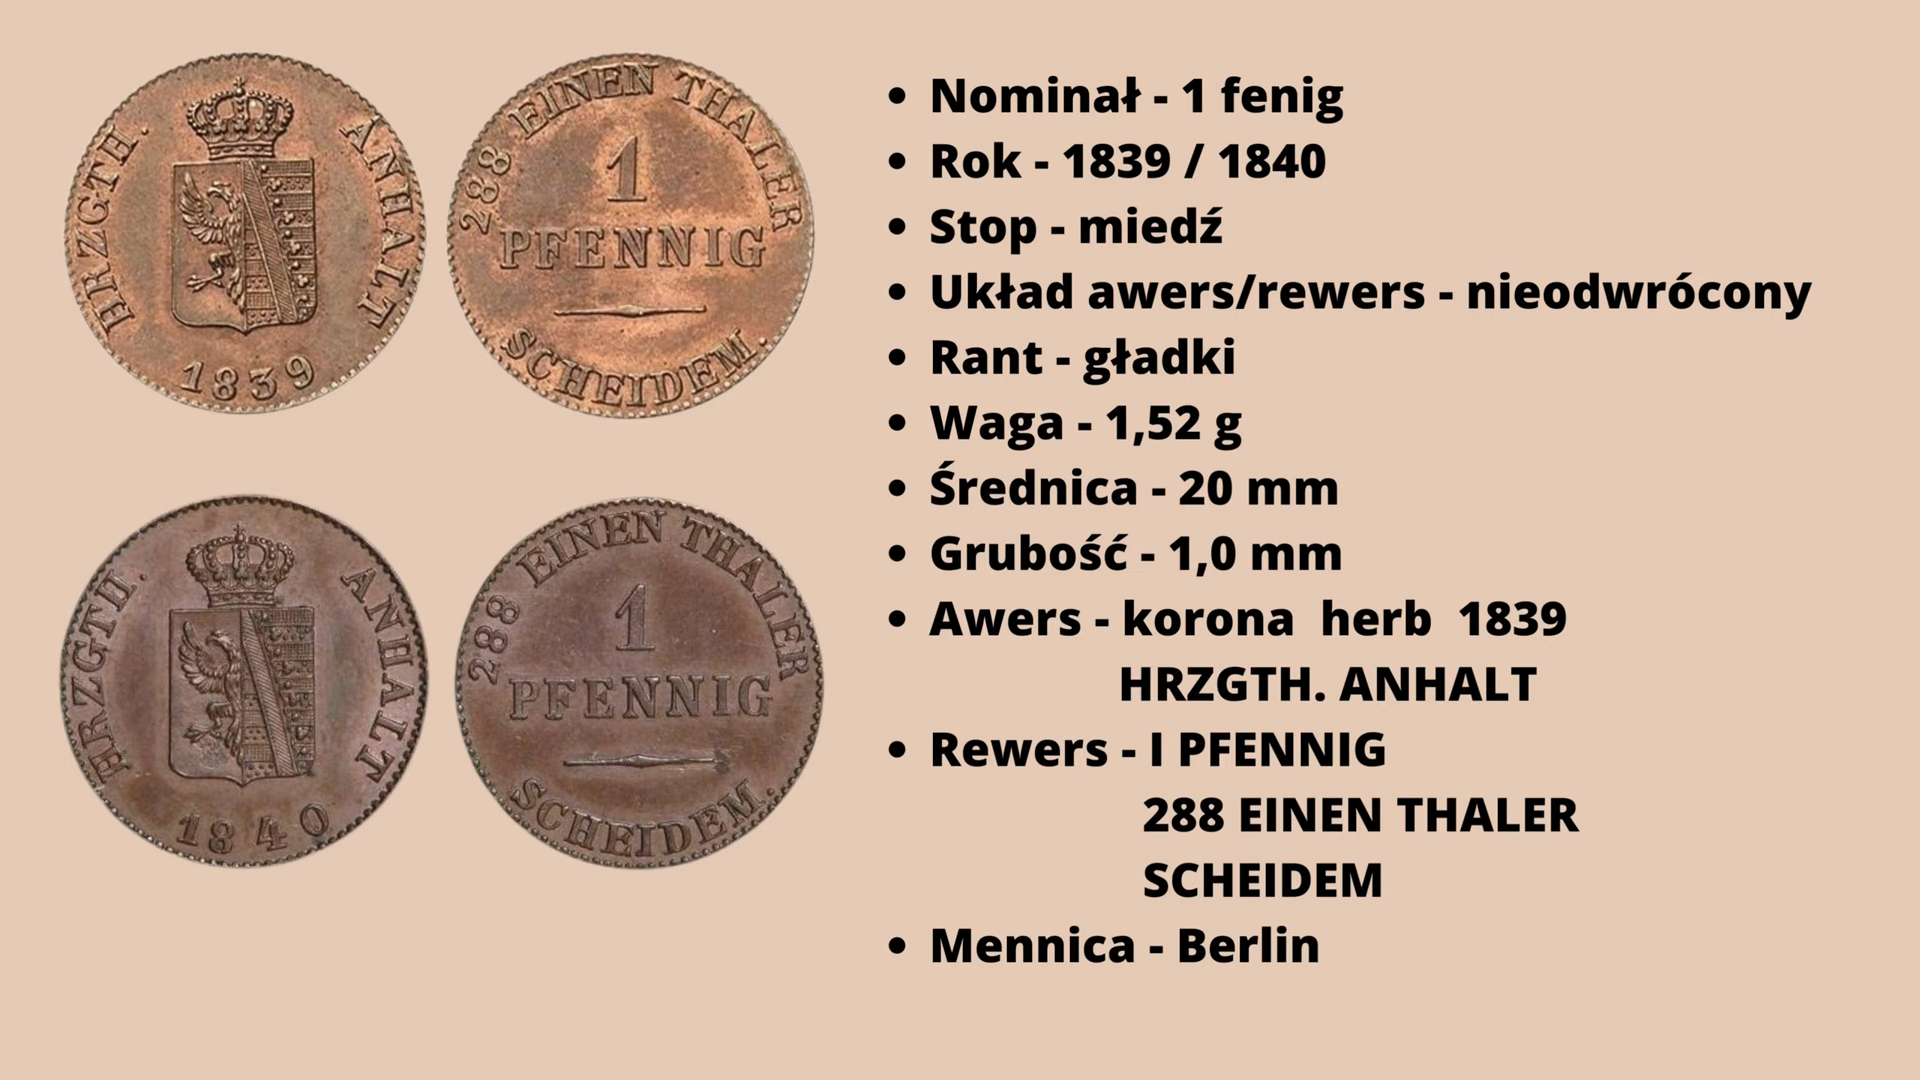 HRZGTH. ANHALT
1839
288 EINEN THALER
1
PFENNIG
SCHEIDEM.
HRZGTH. ANHALT
1840
288 EINEN THALER
1
PFENNIG
SCHEIDEM.
• Nominał - 1 fenig
• Rok - 1839 / 1840
• Stop - miedź
• Układ awers/rewers - nieodwrócony
• Rant - gładki
• Waga - 1,52 g
• Średnica - 20 mm
• Grubość - 1,0 mm
• Awers - korona herb 1839
HRZGTH. ANHALT
• Rewers - I PFENNIG
288 EINEN THALER
SCHEIDEM
• Mennica - Berlin